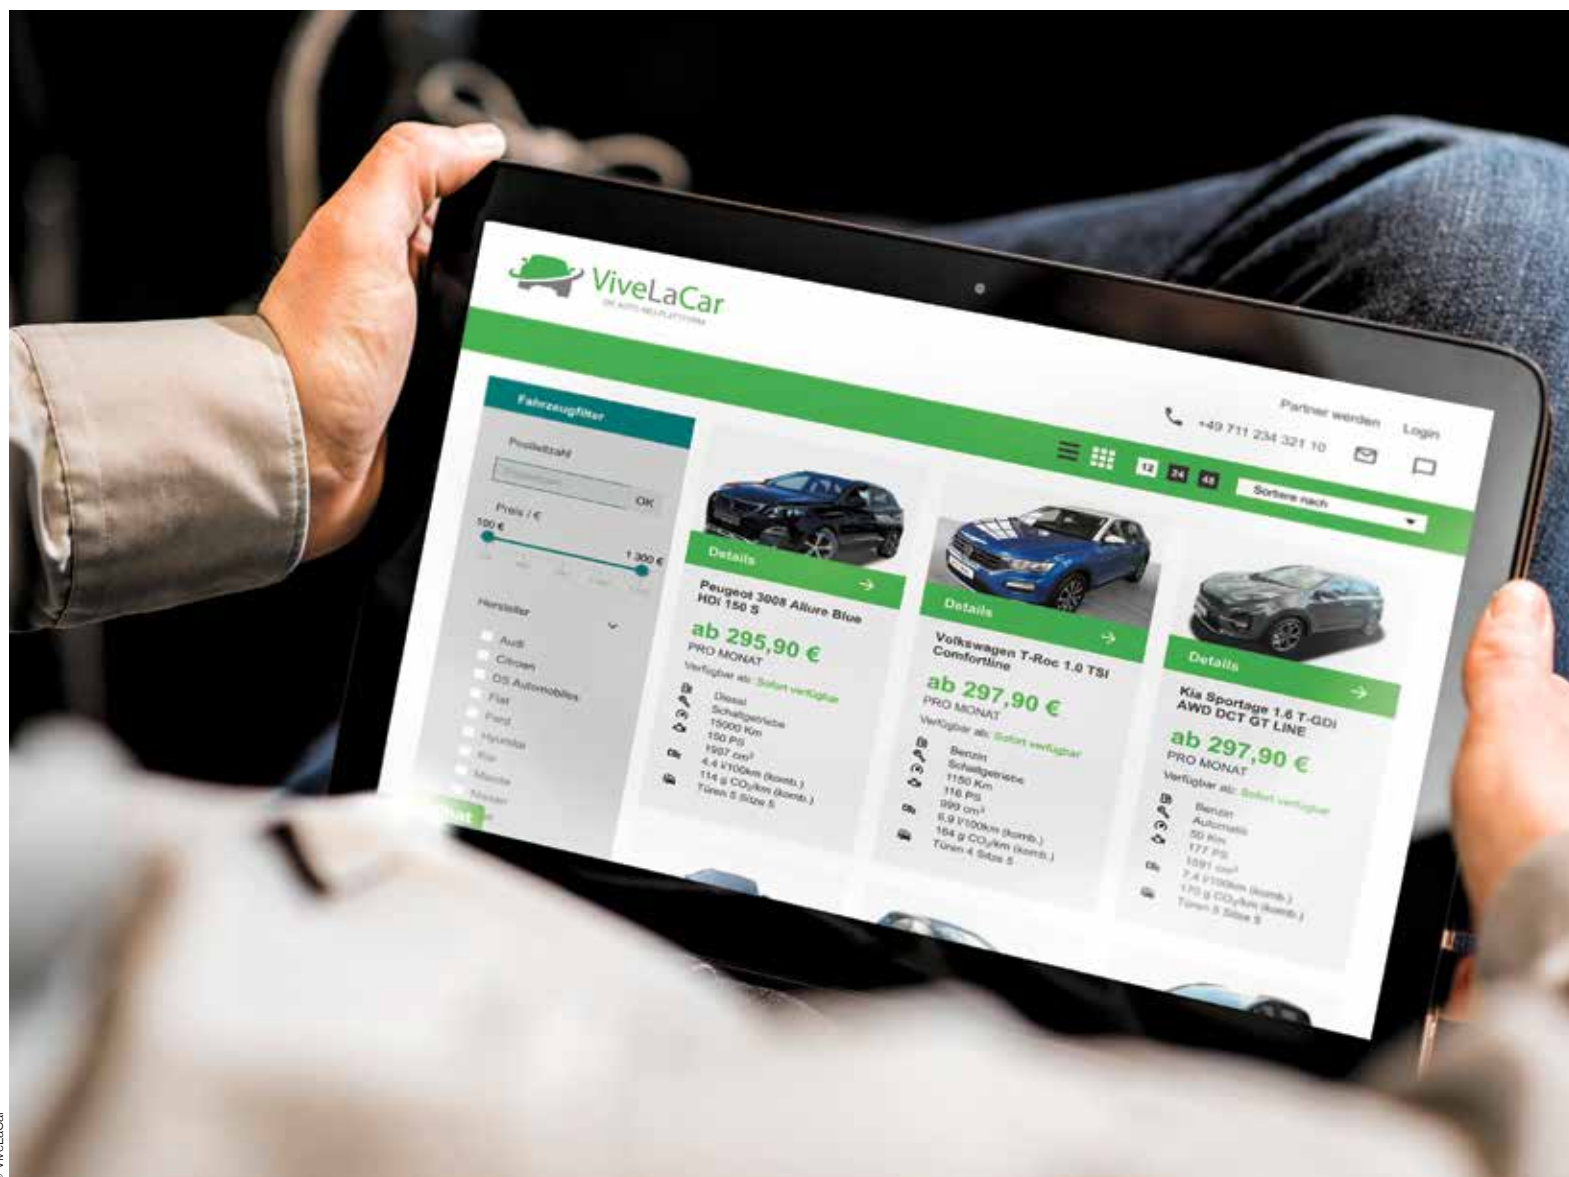 ViveLaCar
DIE AUTO-ABO-PLATTFORM
Partner werden Login
+49 711 234 321 10
12 24 48
Sortiere nach
Fahrzeugfilter
Postleitzahl
OK
Preis / €
100 €
1 300 €
Hersteller
Audi
Citroen
DS Automobiles
Fiat
Ford
Hyundai
Kia
Mazda
Details
Peugeot 3008 Allure Blue
HDi 150 S
ab 295,90 €
PRO MONAT
Verfügbar ab: Sofort verfügbar
Diesel
Schaltgetriebe
15000 Km
150 PS
1997 cm³
4.4 l/100km (komb.)
114 g CO₂/km (komb.)
Türen 5 Sitze 5
Details
Volkswagen T-Roc 1.0 TSI
Comfortline
ab 297,90 €
PRO MONAT
Verfügbar ab: Sofort verfügbar
Benzin
Schaltgetriebe
1150 Km
116 PS
999 cm³
6.9 l/100km (komb.)
164 g CO₂/km (komb.)
Türen 4 Sitze 5
Details
Kia Sportage 1.6 T-GDI
AWD DCT GT LINE
ab 297,90 €
PRO MONAT
Verfügbar ab: Sofort verfügbar
Benzin
Automatik
50 Km
177 PS
1591 cm³
7.4 l/100km (komb.)
170 g CO₂/km (komb.)
Türen 5 Sitze 5
ViveLaCar